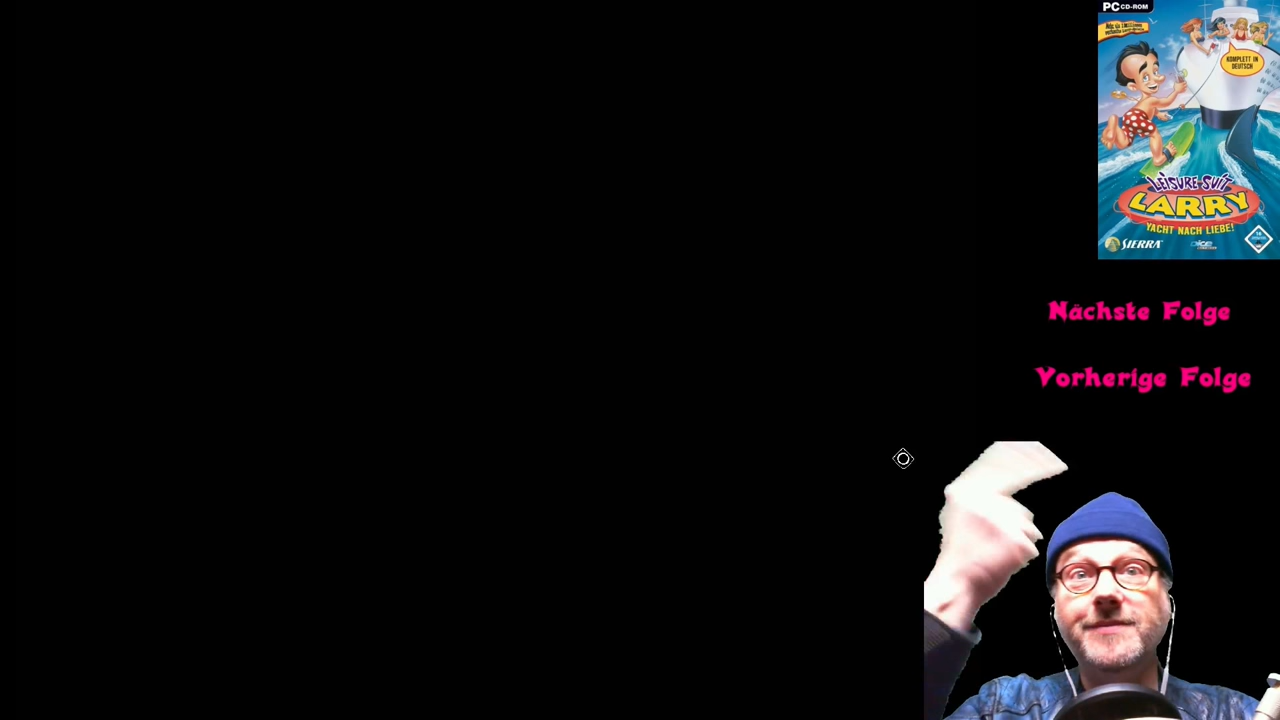 PC CD-ROM
KOMPLETT IN
DEUTSCH
LEISURE SUIT
LARRY
YACHT NACH LIEBE!
SIERRA
Nächste Folge
Vorherige Folge